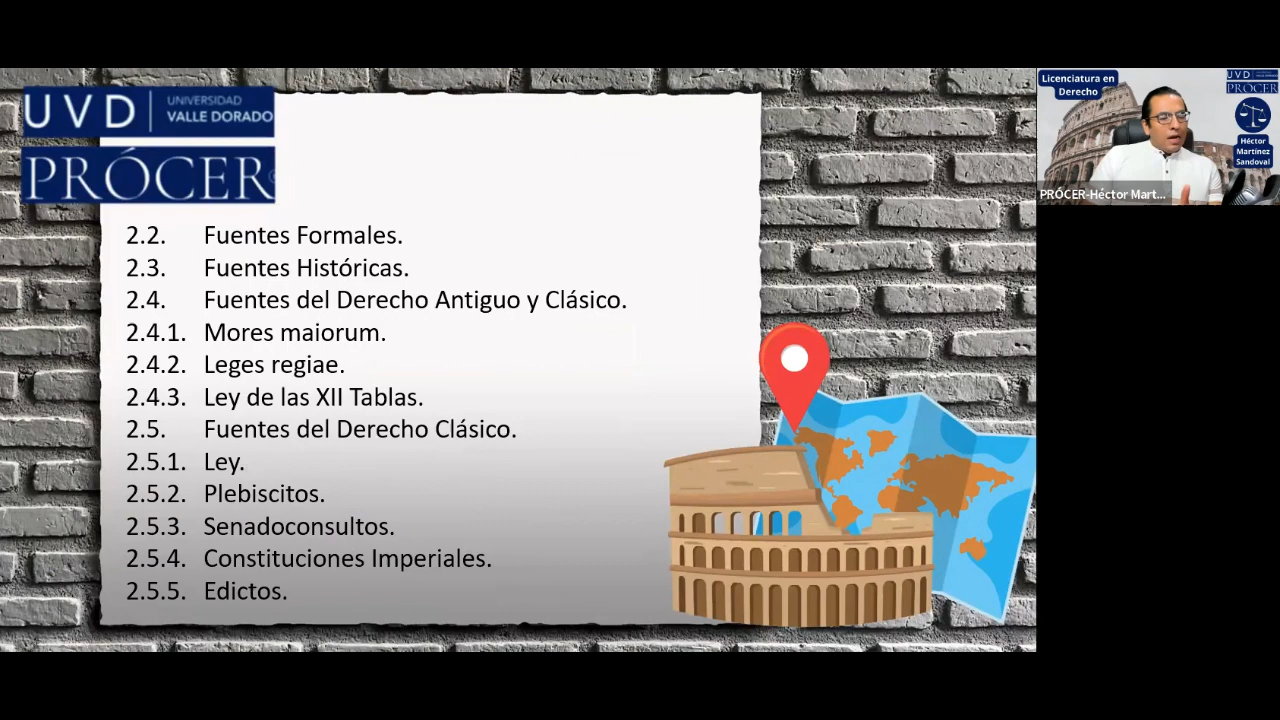 UVD
UNIVERSIDAD
VALLE DORADO
PRÓCER
2.2. Fuentes Formales.
2.3. Fuentes Históricas.
2.4. Fuentes del Derecho Antiguo y Clásico.
2.4.1. Mores maiorum.
2.4.2. Leges regiae.
2.4.3. Ley de las XII Tablas.
2.5. Fuentes del Derecho Clásico.
2.5.1. Ley.
2.5.2. Plebiscitos.
2.5.3. Senadoconsultos.
2.5.4. Constituciones Imperiales.
2.5.5. Edictos.
Licenciatura en
Derecho
UVD
PRÓCER
Héctor
Martínez
Sandoval
PRÓCER-Héctor Mart...